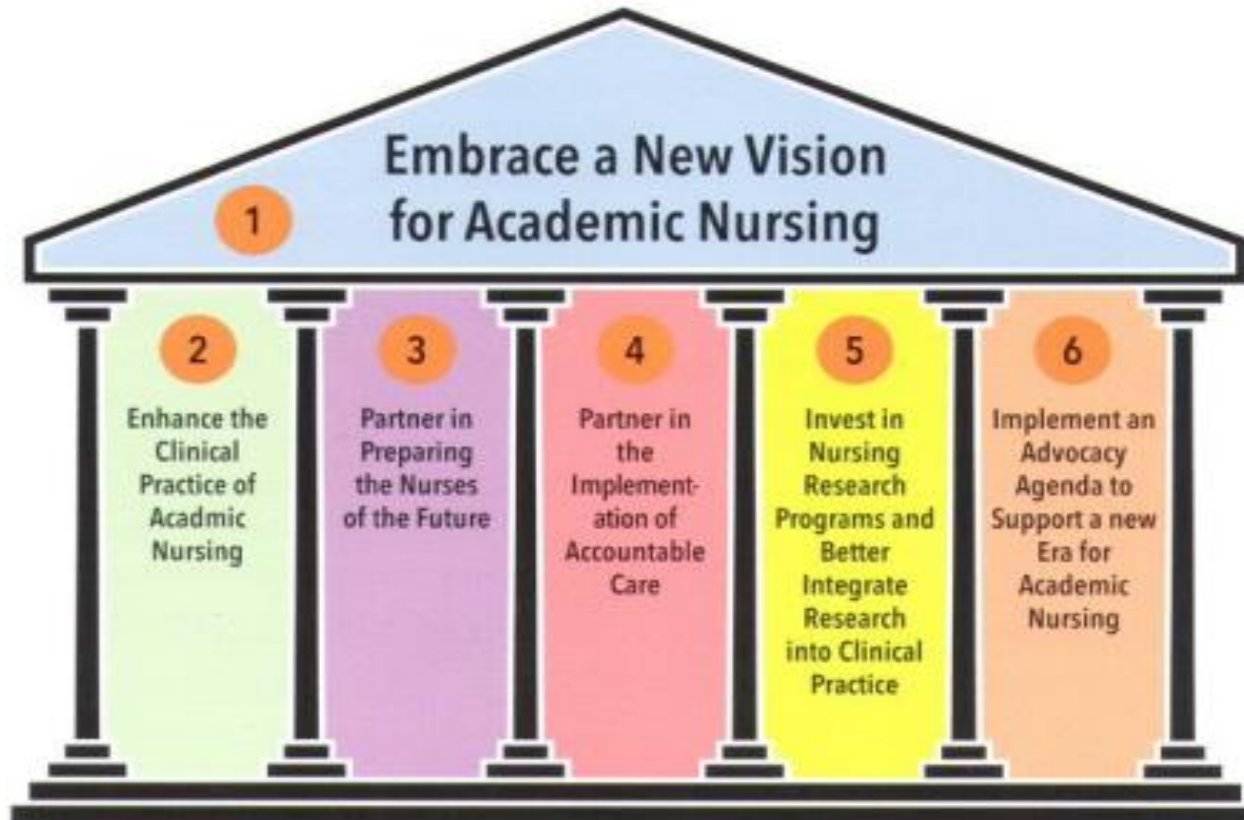 Embrace a New Vision
for Academic Nursing
1
2
Enhance the
Clinical
Practice of
Acadmic
Nursing
3
Partner in
Preparing
the Nurses
of the Future
4
Partner in
the
Implement-
ation of
Accountable
Care
5
Invest in
Nursing
Research
Programs and
Better
Integrate
Research
into Clinical
Practice
6
Implement an
Advocacy
Agenda to
Support a new
Era for
Academic
Nursing